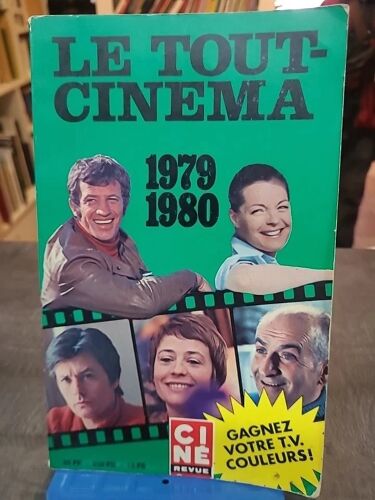 LE TOUT-
CINEMA
1979
1980
CINÉ
REVUE
GAGNEZ
VOTRE T.V.
COULEURS!